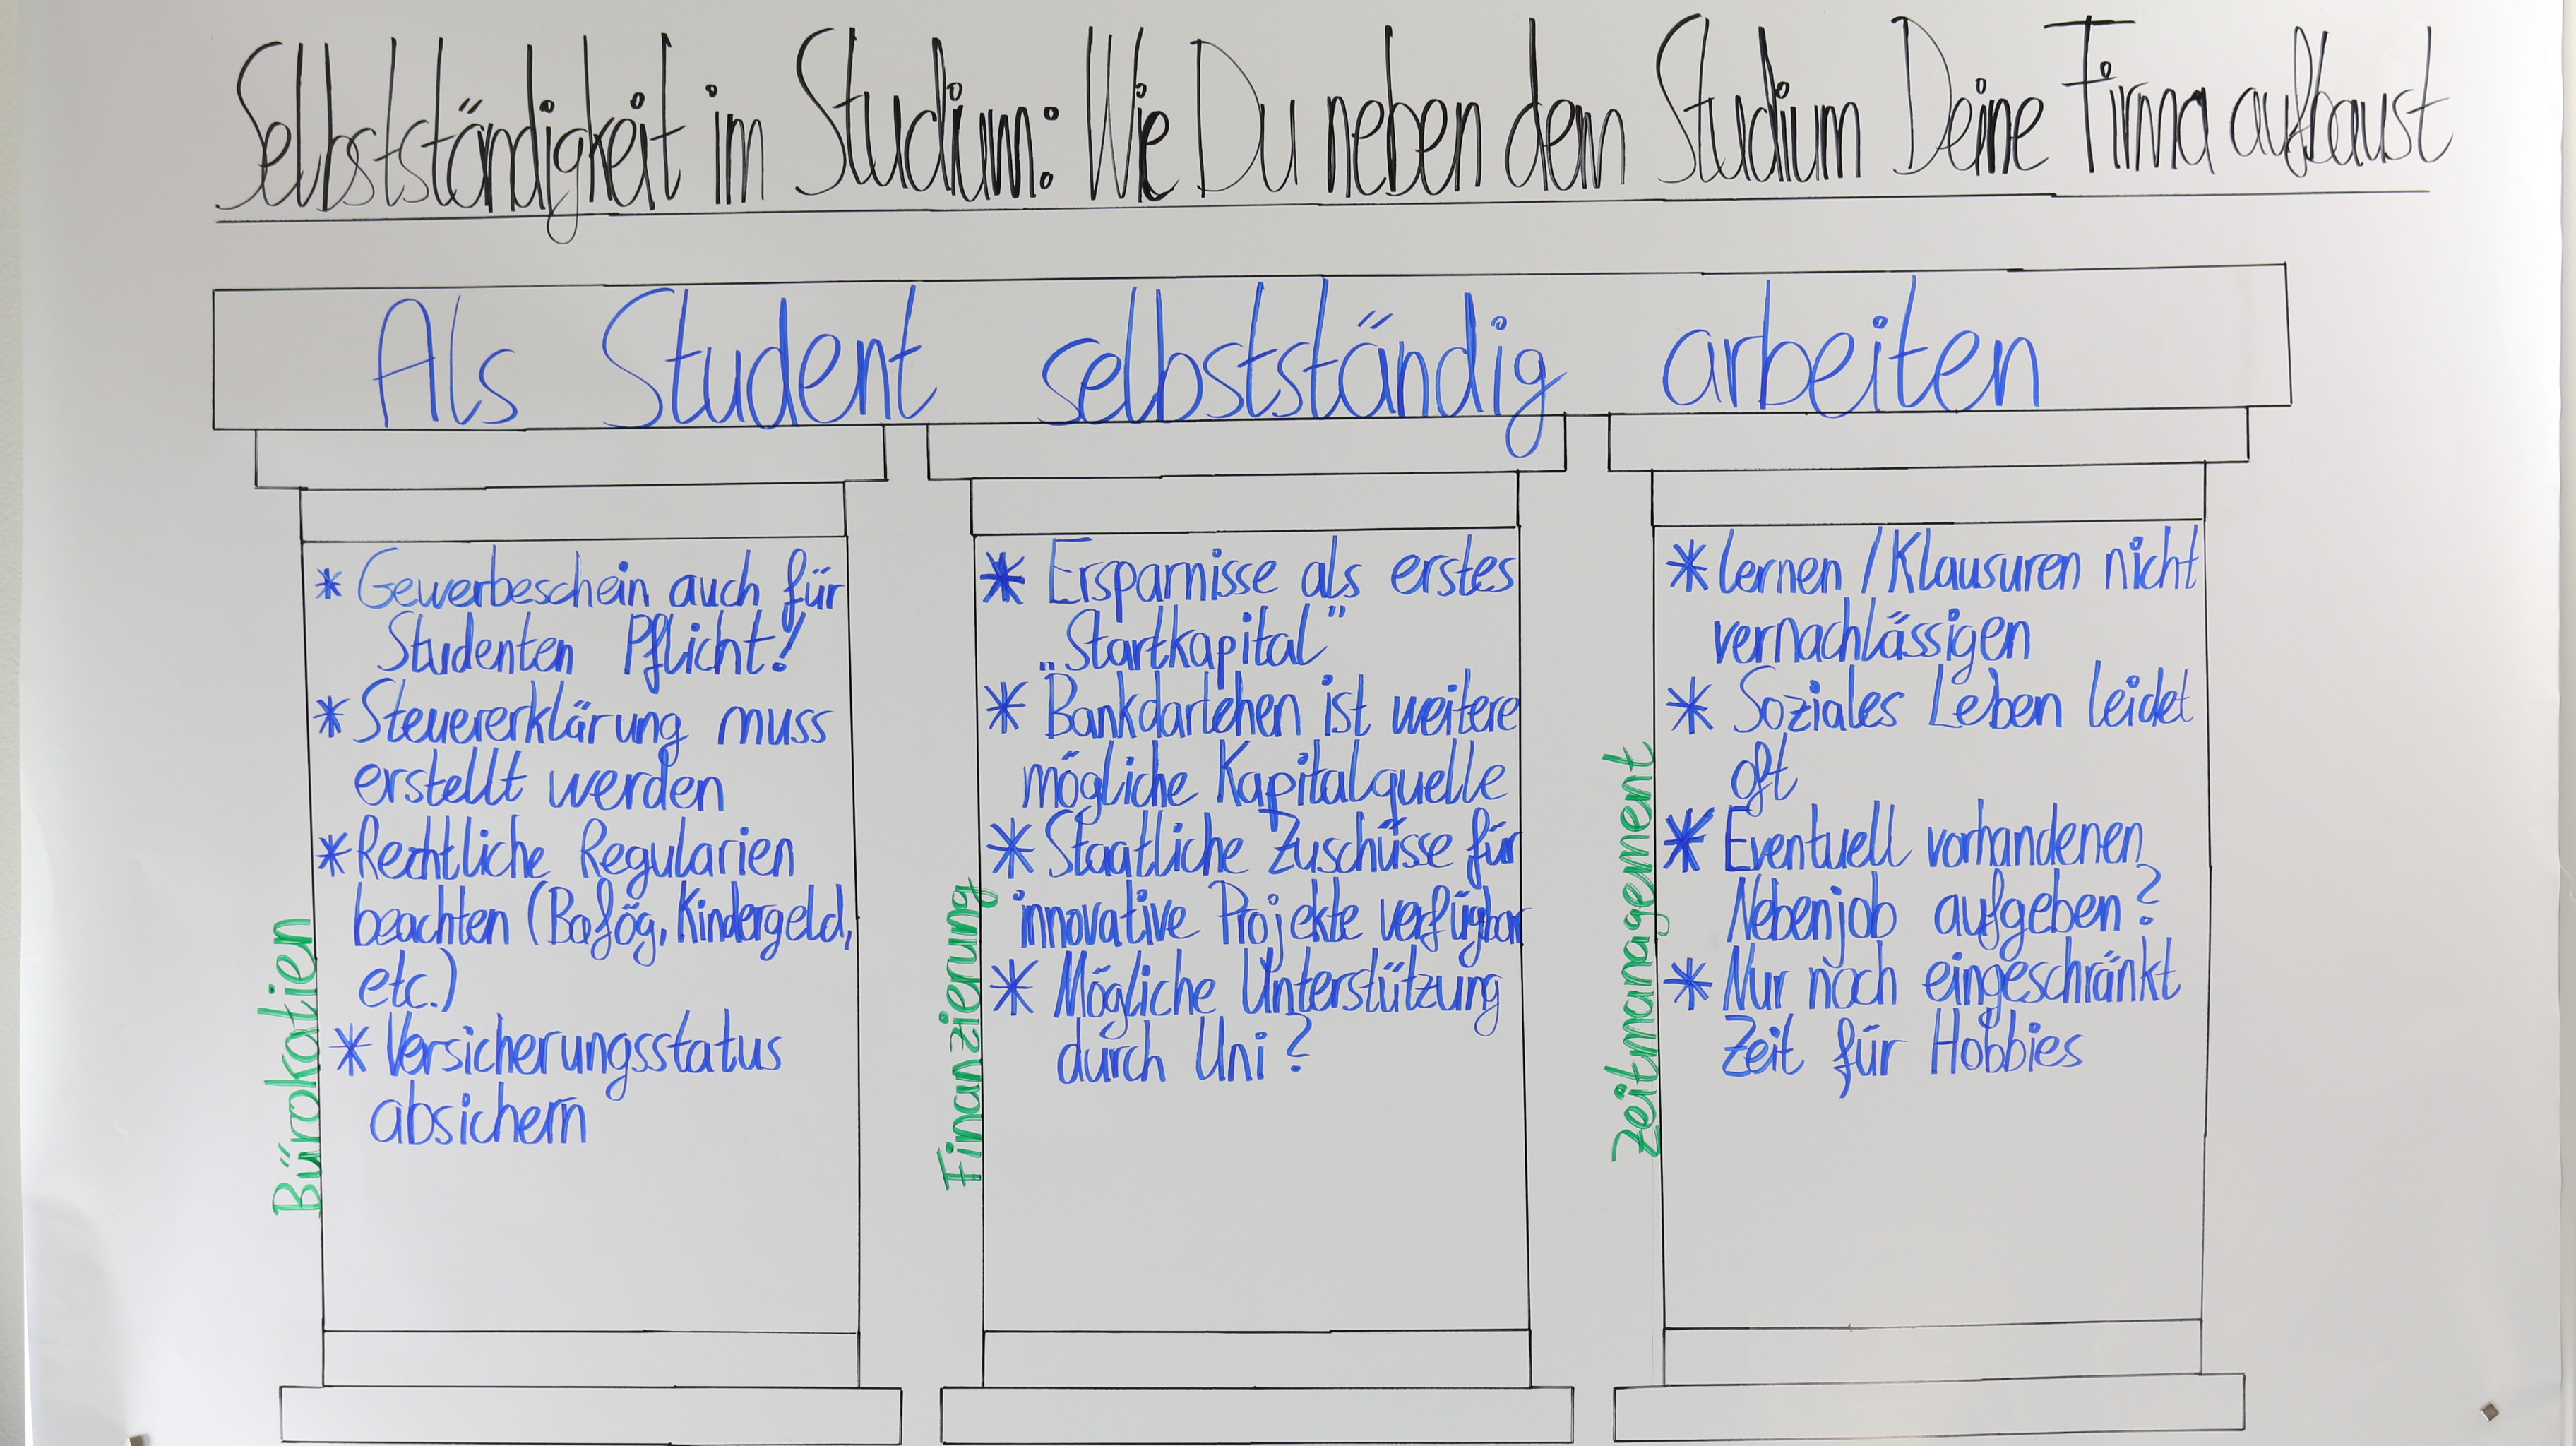 Selbstständigkeit im Studium: Wie Du neben dem Studium Deine Firma aufbaust
Als Student selbstständig arbeiten
Bürokratien
* Gewerbeschein auch für
Studenten Pflicht!
* Steuererklärung muss
erstellt werden
* Rechtliche Regularien
beachten (Bafög, Kindergeld,
etc.)
* Versicherungsstatus
absichern
Finanzierung
* Ersparnisse als erstes
„Startkapital"
* Bankdarlehen ist weitere
mögliche Kapitalquelle
* Staatliche Zuschüsse für
innovative Projekte verfügbar
* Mögliche Unterstützung
durch Uni?
Zeitmanagement
* lernen / Klausuren nicht
vernachlässigen
* Soziales Leben leidet
oft
* Eventuell vorhandenen
Nebenjob aufgeben?
* Nur noch eingeschränkt
Zeit für Hobbies